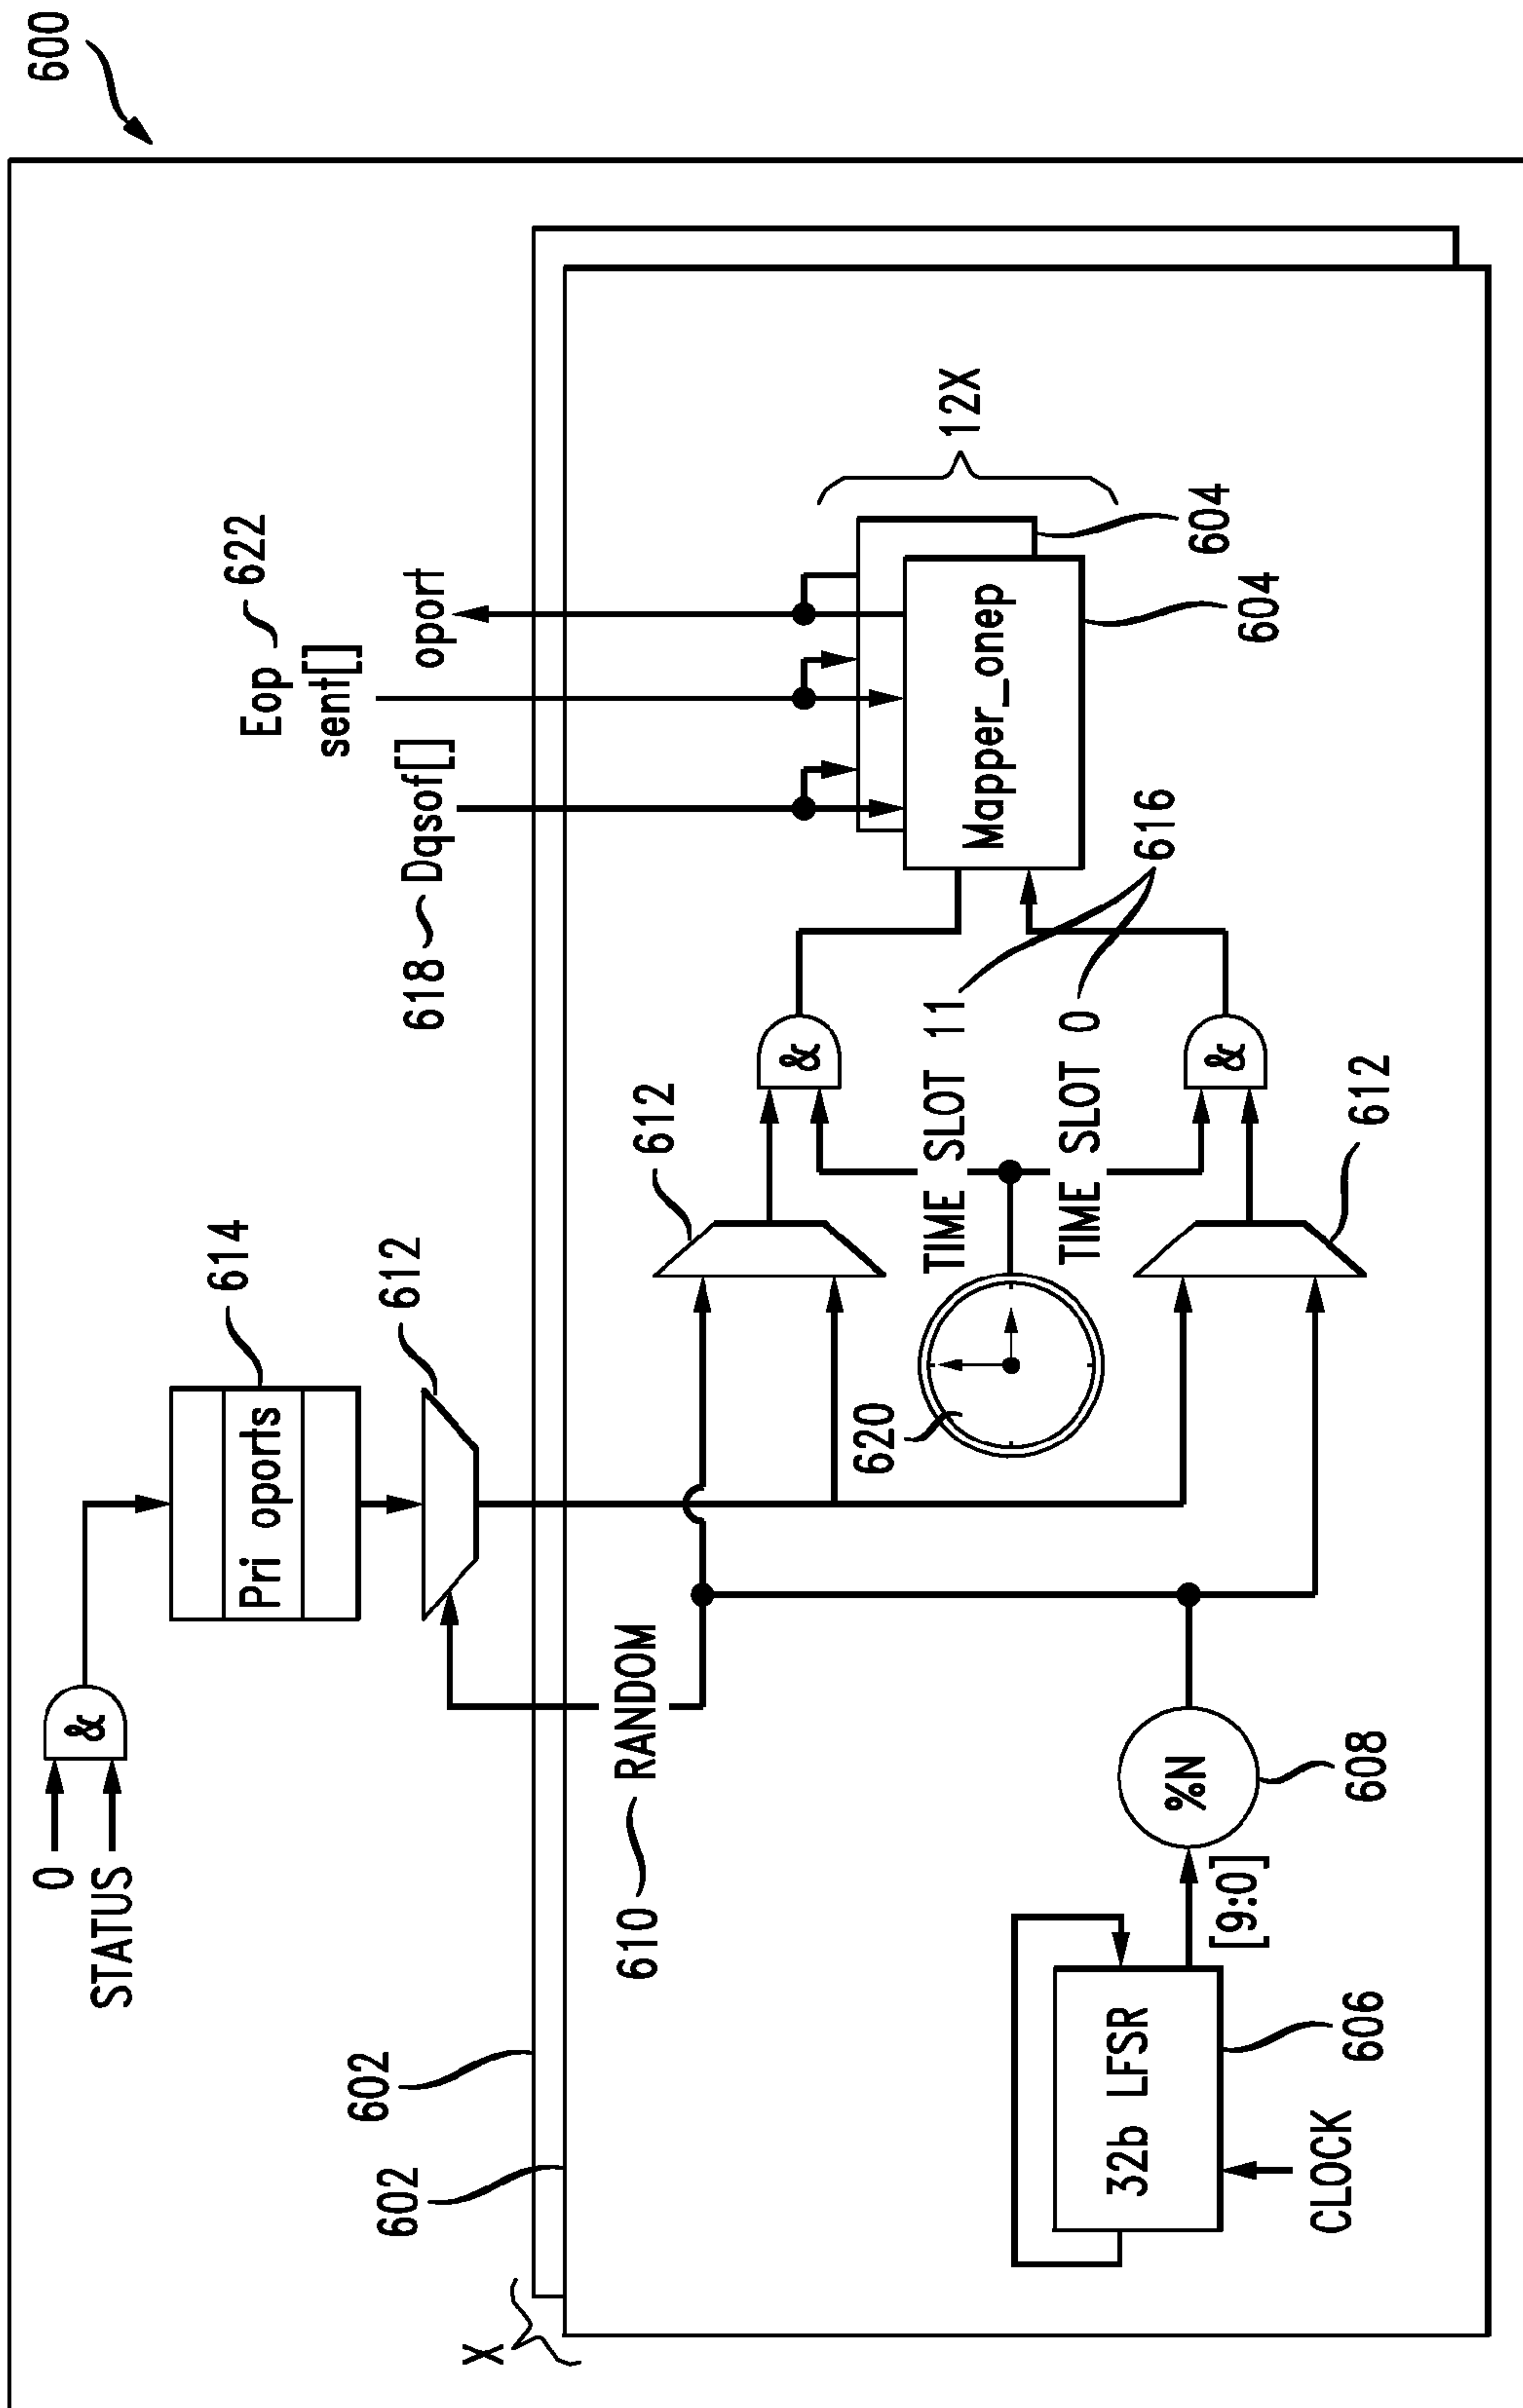 600
0
STATUS
&
Pri oports
614
612
Eop
sent[]
622
618
Dqsof[]
oport
X
602
602
610
RANDOM
612
&
12X
Mapper_onep
604
604
TIME SLOT 11
TIME SLOT 0
616
620
&
612
32b LFSR
606
CLOCK
[9:0]
%N
608